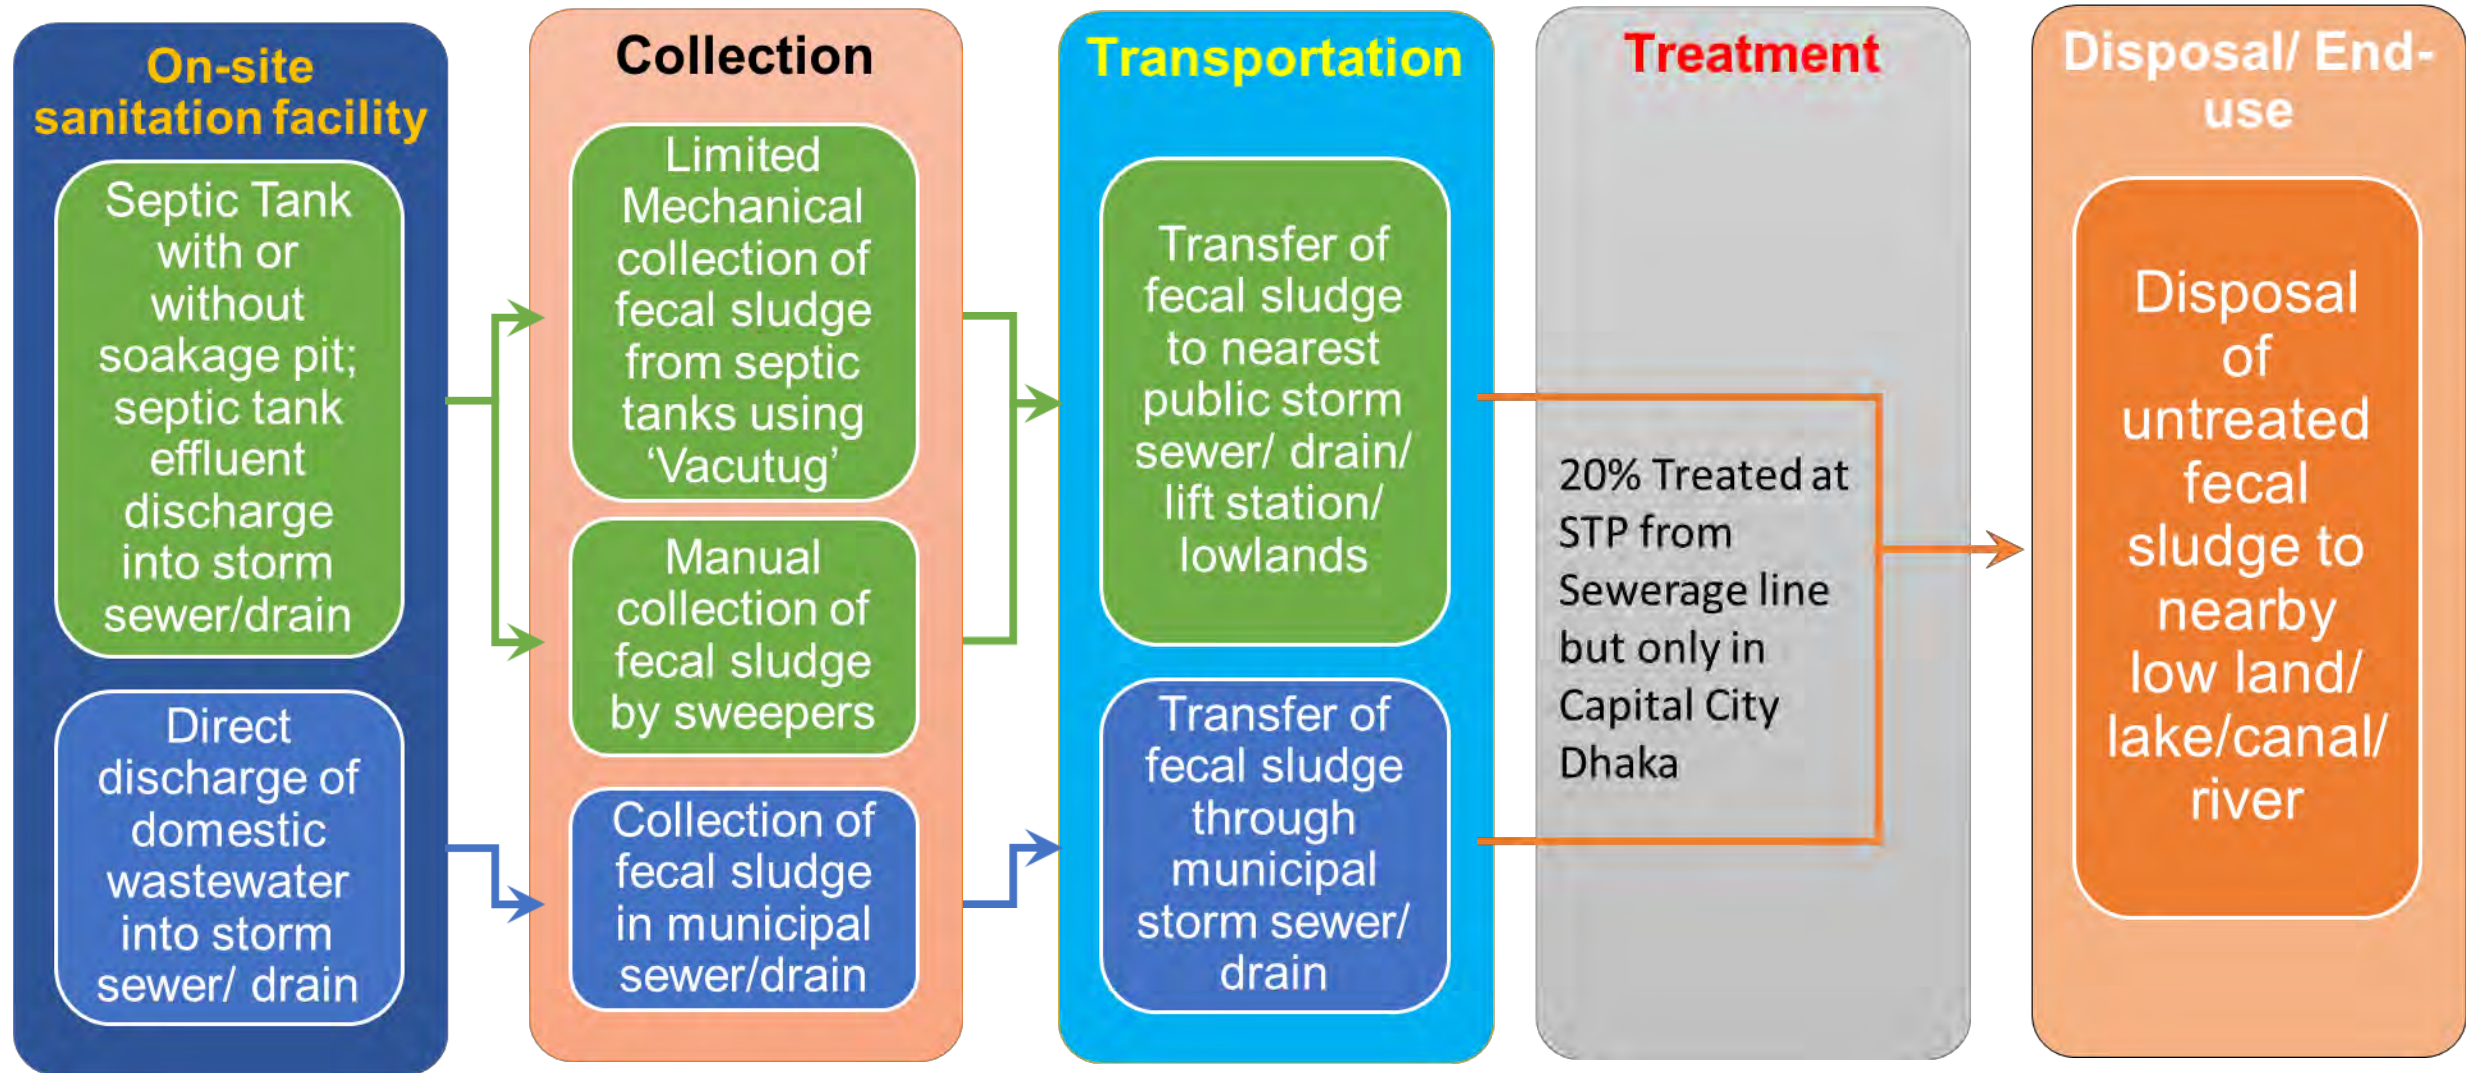 On-site
sanitation facility
Septic Tank
with or
without
soakage pit;
septic tank
effluent
discharge
into storm
sewer/drain
Direct
discharge of
domestic
wastewater
into storm
sewer/ drain
Collection
Limited
Mechanical
collection of
fecal sludge
from septic
tanks using
‘Vacutug’
Manual
collection of
fecal sludge
by sweepers
Collection of
fecal sludge
in municipal
sewer/drain
Transportation
Transfer of
fecal sludge
to nearest
public storm
sewer/ drain/
lift station/
lowlands
Transfer of
fecal sludge
through
municipal
storm sewer/
drain
Treatment
20% Treated at
STP from
Sewerage line
but only in
Capital City
Dhaka
Disposal/ End-
use
Disposal
of
untreated
fecal
sludge to
nearby
low land/
lake/canal/
river